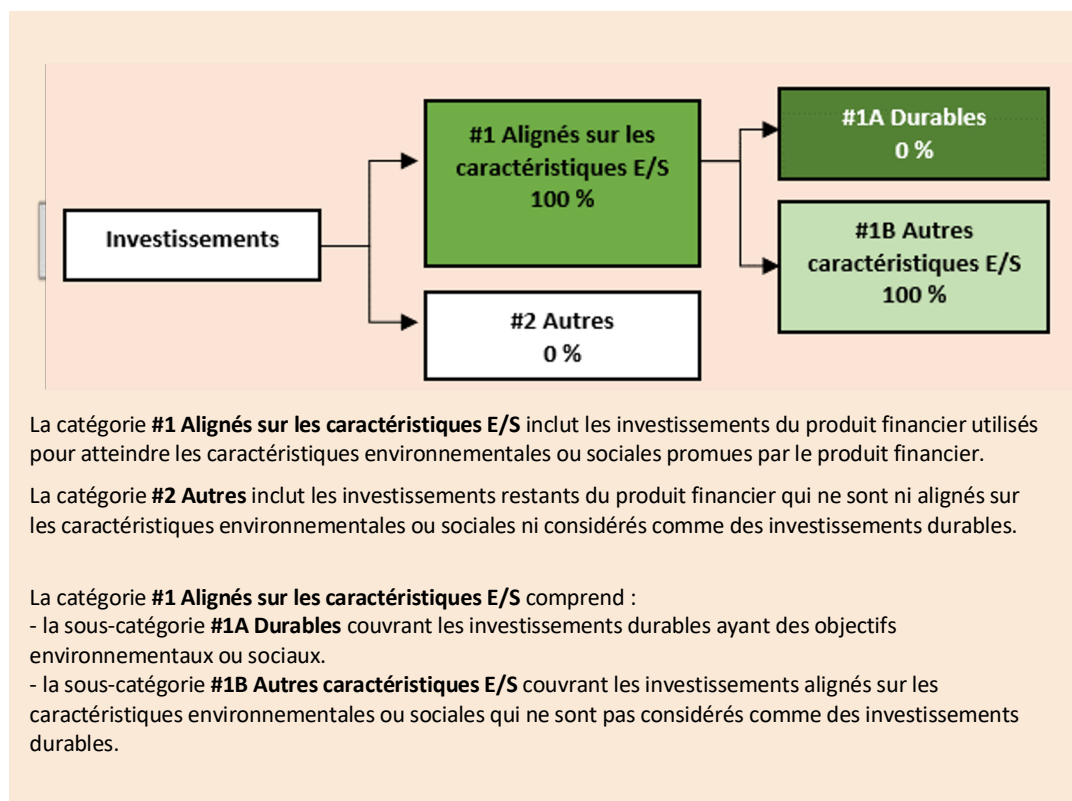 #1 Alignés sur les
caractéristiques E/S
100 %
#1A Durables
0 %
Investissements
#1B Autres
caractéristiques E/S
100 %
#2 Autres
0 %
La catégorie #1 Alignés sur les caractéristiques E/S inclut les investissements du produit financier utilisés
pour atteindre les caractéristiques environnementales ou sociales promues par le produit financier.
La catégorie #2 Autres inclut les investissements restants du produit financier qui ne sont ni alignés sur
les caractéristiques environnementales ou sociales ni considérés comme des investissements durables.
La catégorie #1 Alignés sur les caractéristiques E/S comprend :
- la sous-catégorie #1A Durables couvrant les investissements durables ayant des objectifs
environnementaux ou sociaux.
- la sous-catégorie #1B Autres caractéristiques E/S couvrant les investissements alignés sur les
caractéristiques environnementales ou sociales qui ne sont pas considérés comme des investissements
durables.